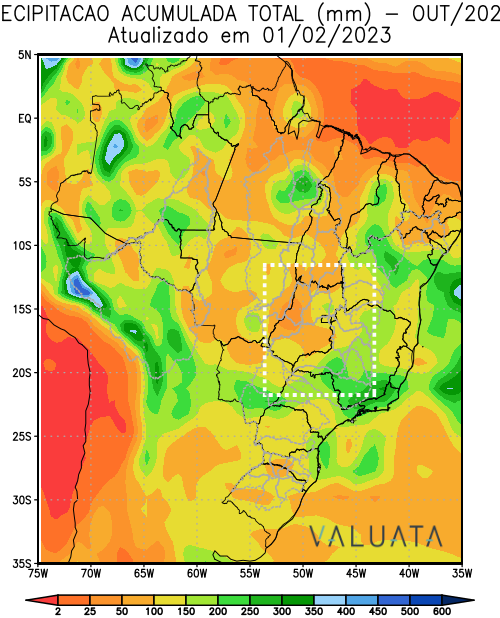 ECIPITACAO ACUMULADA TOTAL (mm) – OUT/202
Atualizado em 01/02/2023
5N
EQ
5S
10S
15S
20S
25S
30S
35S
VALUATA
75W 70W 65W 60W 55W 50W 45W 40W 35W
2 25 50 100 150 200 250 300 350 400 450 500 600